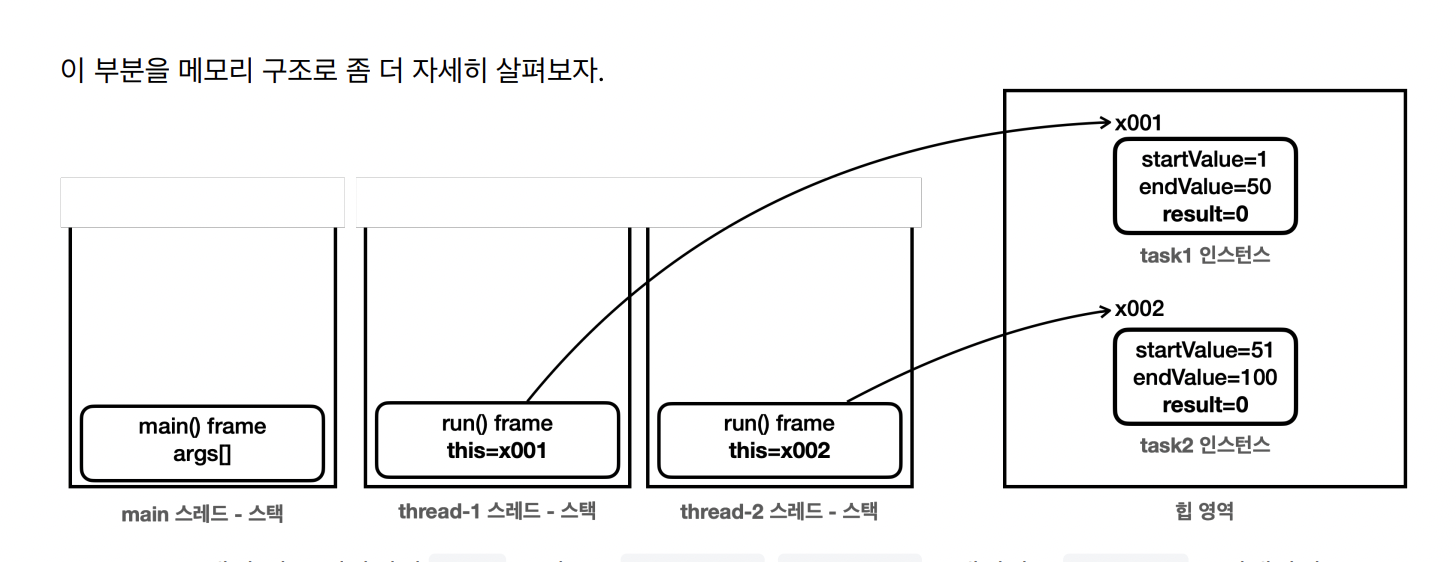 이 부분을 메모리 구조로 좀 더 자세히 살펴보자.
main() frame
args[]
main 스레드 - 스택
run() frame
this=x001
thread-1 스레드 - 스택
run() frame
this=x002
thread-2 스레드 - 스택
x001
startValue=1
endValue=50
result=0
task1 인스턴스
x002
startValue=51
endValue=100
result=0
task2 인스턴스
힙 영역